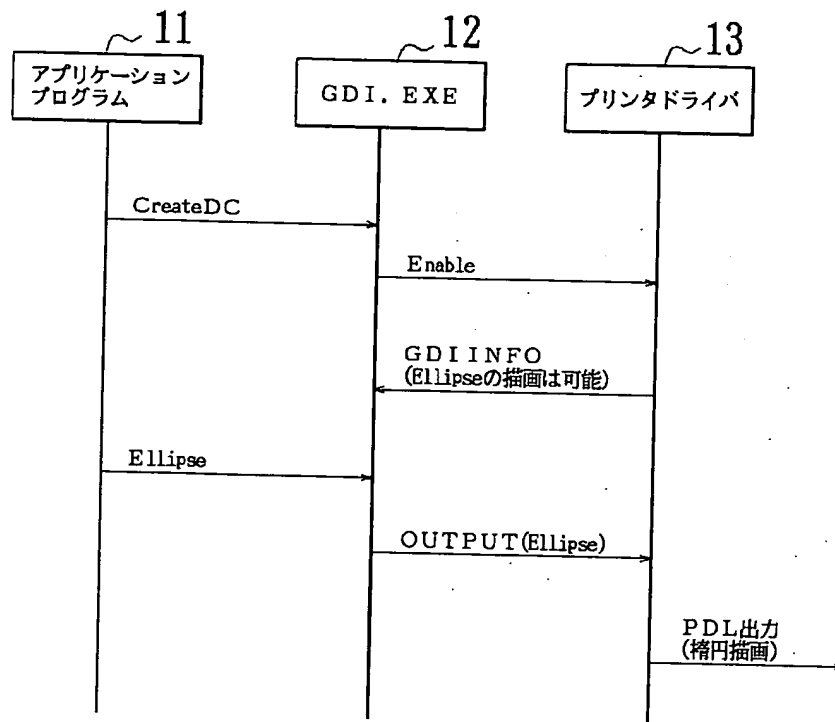 11
アプリケーション
プログラム
12
GDI.EXE
13
プリンタドライバ
CreateDC
Enable
GDIINFO
(Ellipseの描画は可能)
Ellipse
OUTPUT(Ellipse)
PDL出力
(楕円描画)